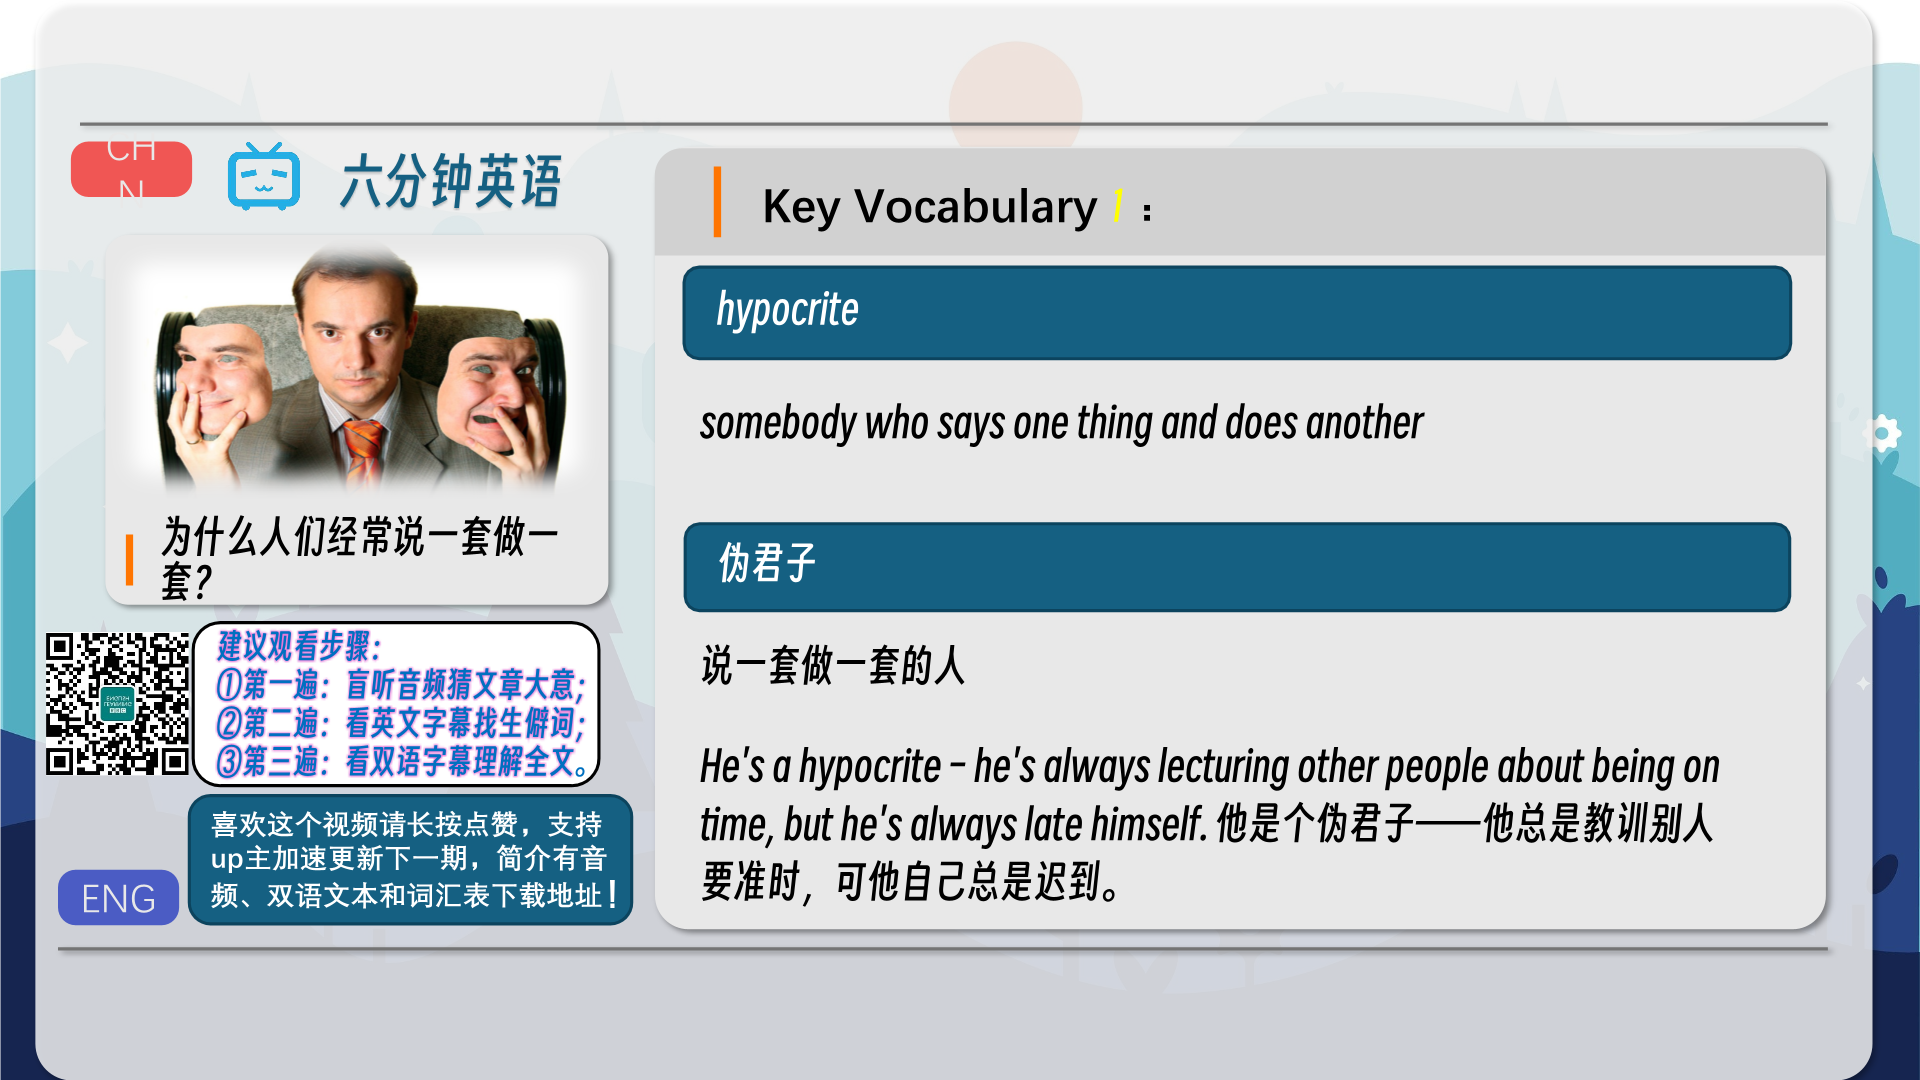 CH
N
六分钟英语
为什么人们经常说一套做一
套？
建议观看步骤：
①第一遍：盲听音频猜文章大意；
②第二遍：看英文字幕找生僻词；
③第三遍：看双语字幕理解全文。
喜欢这个视频请长按点赞，支持
up主加速更新下一期，简介有音
频、双语文本和词汇表下载地址！
ENG
Key Vocabulary 1：
hypocrite
somebody who says one thing and does another
伪君子
说一套做一套的人
He's a hypocrite – he's always lecturing other people about being on
time, but he's always late himself. 他是个伪君子——他总是教训别人
要准时，可他自己总是迟到。